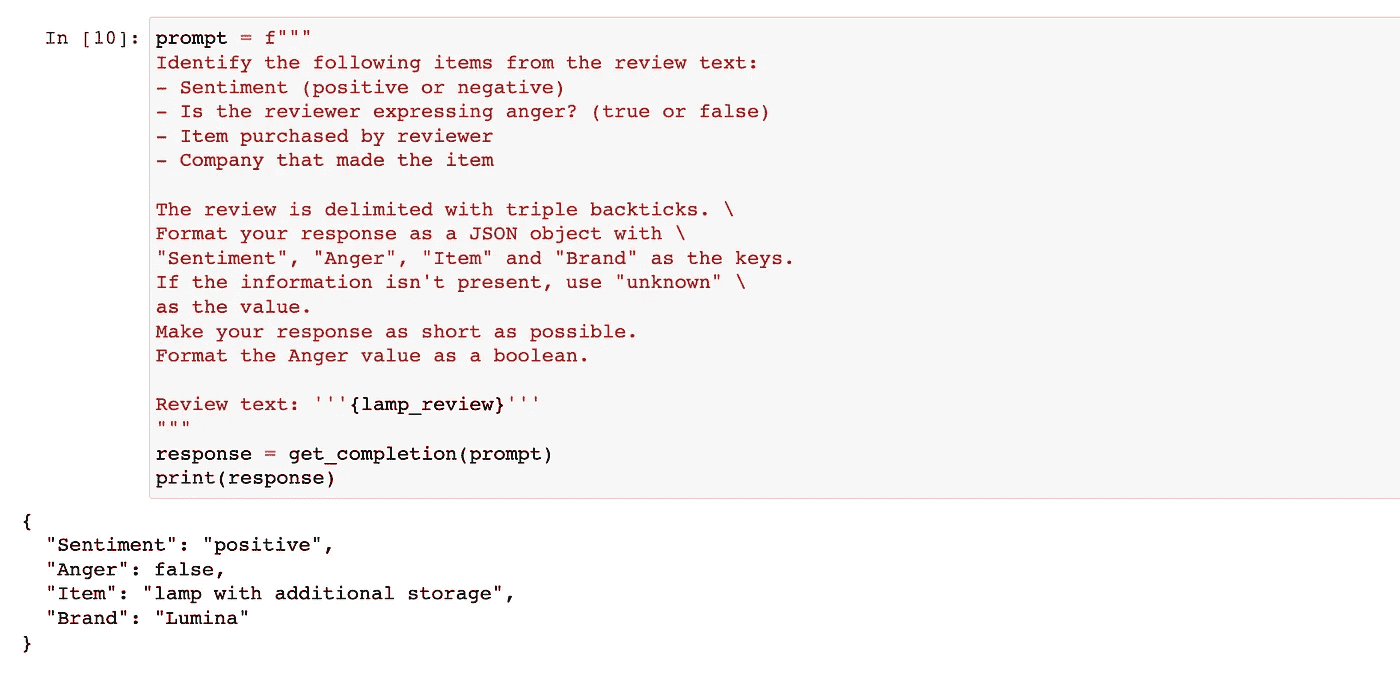 In [10]: prompt = f"""
Identify the following items from the review text:
- Sentiment (positive or negative)
- Is the reviewer expressing anger? (true or false)
- Item purchased by reviewer
- Company that made the item

The review is delimited with triple backticks. \
Format your response as a JSON object with \
"Sentiment", "Anger", "Item" and "Brand" as the keys.
If the information isn't present, use "unknown" \
as the value.
Make your response as short as possible.
Format the Anger value as a boolean.

Review text: '''{lamp_review}'''
"""
response = get_completion(prompt)
print(response)
{
  "Sentiment": "positive",
  "Anger": false,
  "Item": "lamp with additional storage",
  "Brand": "Lumina"
}